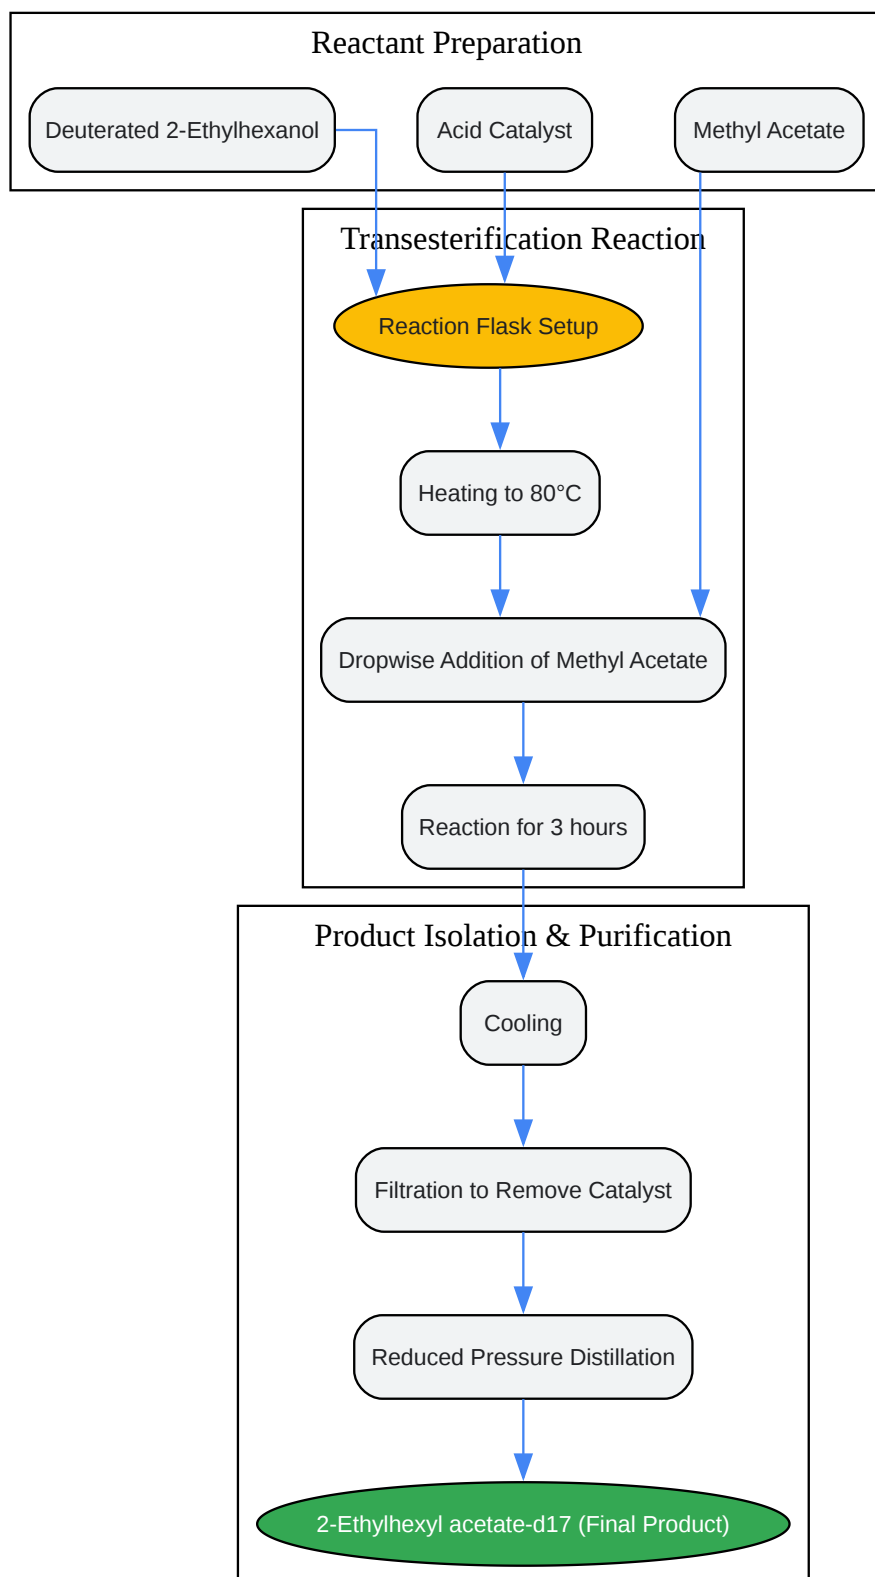 Reactant Preparation
Deuterated 2-Ethylhexanol
Acid Catalyst
Methyl Acetate
Transesterification Reaction
Reaction Flask Setup
Heating to 80°C
Dropwise Addition of Methyl Acetate
Reaction for 3 hours
Product Isolation & Purification
Cooling
Filtration to Remove Catalyst
Reduced Pressure Distillation
2-Ethylhexyl acetate-d17 (Final Product)